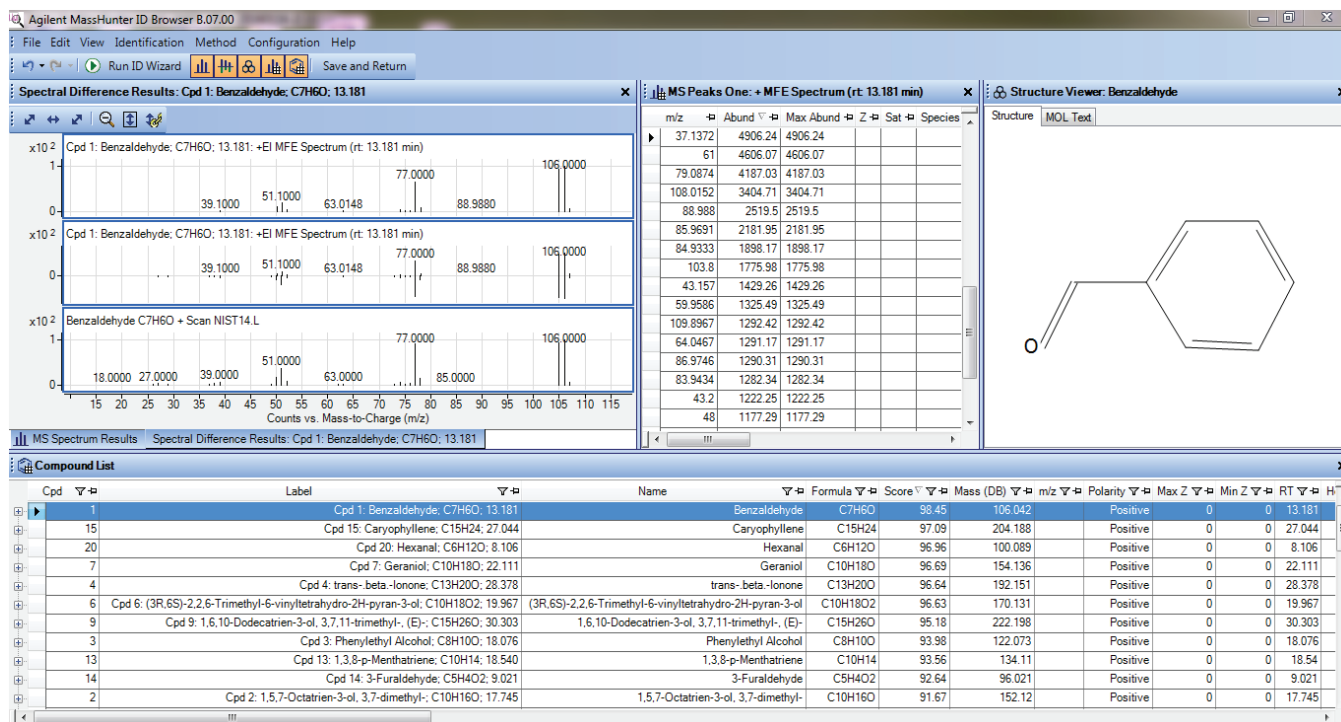 Agilent MassHunter ID Browser B.07.00
File Edit View Identification Method Configuration Help
Run ID Wizard Save and Return
Spectral Difference Results: Cpd 1: Benzaldehyde; C7H6O; 13.181
x10 2 Cpd 1: Benzaldehyde; C7H6O; 13.181: +EI MFE Spectrum (rt: 13.181 min)
1
0
39.1000 51.1000 63.0148 77.0000 88.9880 106.0000
x10 2 Cpd 1: Benzaldehyde; C7H6O; 13.181: +EI MFE Spectrum (rt: 13.181 min)
0
39.1000 51.1000 63.0148 77.0000 88.9880 106.0000
x10 2 Benzaldehyde C7H6O + Scan NIST14.L
1
0
18.0000 27.0000 39.0000 51.0000 63.0000 77.0000 85.0000 106.0000
15 20 25 30 35 40 45 50 55 60 65 70 75 80 85 90 95 100 105 110 115
Counts vs. Mass-to-Charge (m/z)
MS Spectrum Results Spectral Difference Results: Cpd 1: Benzaldehyde; C7H6O; 13.181
MS Peaks One: + MFE Spectrum (rt: 13.181 min)
m/z Abund Max Abund Z Sat Species
37.1372 4906.24 4906.24
61 4606.07 4606.07
79.0874 4187.03 4187.03
108.0152 3404.71 3404.71
88.988 2519.5 2519.5
85.9691 2181.95 2181.95
84.9333 1898.17 1898.17
103.8 1775.98 1775.98
43.157 1429.26 1429.26
59.9586 1325.49 1325.49
109.8967 1292.42 1292.42
64.0467 1291.17 1291.17
86.9746 1290.31 1290.31
83.9434 1282.34 1282.34
43.2 1222.25 1222.25
48 1177.29 1177.29
Structure Viewer: Benzaldehyde
Structure MOL Text
O
Compound List
Cpd Label Name Formula Score Mass (DB) m/z Polarity Max Z Min Z RT
1 Cpd 1: Benzaldehyde; C7H6O; 13.181 Benzaldehyde C7H6O 98.45 106.042 Positive 0 0 13.181
15 Cpd 15: Caryophyllene; C15H24; 27.044 Caryophyllene C15H24 97.09 204.188 Positive 0 0 27.044
20 Cpd 20: Hexanal; C6H12O; 8.106 Hexanal C6H12O 96.96 100.089 Positive 0 0 8.106
7 Cpd 7: Geraniol; C10H18O; 22.111 Geraniol C10H18O 96.69 154.136 Positive 0 0 22.111
4 Cpd 4: trans-.beta.-Ionone; C13H20O; 28.378 trans-.beta.-Ionone C13H20O 96.64 192.151 Positive 0 0 28.378
6 Cpd 6: (3R,6S)-2,2,6-Trimethyl-6-vinyltetrahydro-2H-pyran-3-ol; C10H18O2; 19.967 (3R,6S)-2,2,6-Trimethyl-6-vinyltetrahydro-2H-pyran-3-ol C10H18O2 96.63 170.131 Positive 0 0 19.967
9 Cpd 9: 1,6,10-Dodecatrien-3-ol, 3,7,11-trimethyl-, (E)-; C15H26O; 30.303 1,6,10-Dodecatrien-3-ol, 3,7,11-trimethyl-, (E)- C15H26O 95.18 222.198 Positive 0 0 30.303
3 Cpd 3: Phenylethyl Alcohol; C8H10O; 18.076 Phenylethyl Alcohol C8H10O 93.98 122.073 Positive 0 0 18.076
13 Cpd 13: 1,3,8-p-Menthatriene; C10H14; 18.540 1,3,8-p-Menthatriene C10H14 93.56 134.11 Positive 0 0 18.54
14 Cpd 14: 3-Furaldehyde; C5H4O2; 9.021 3-Furaldehyde C5H4O2 92.64 96.021 Positive 0 0 9.021
2 Cpd 2: 1,5,7-Octatrien-3-ol, 3,7-dimethyl-; C10H16O; 17.745 1,5,7-Octatrien-3-ol, 3,7-dimethyl- C10H16O 91.67 152.12 Positive 0 0 17.745